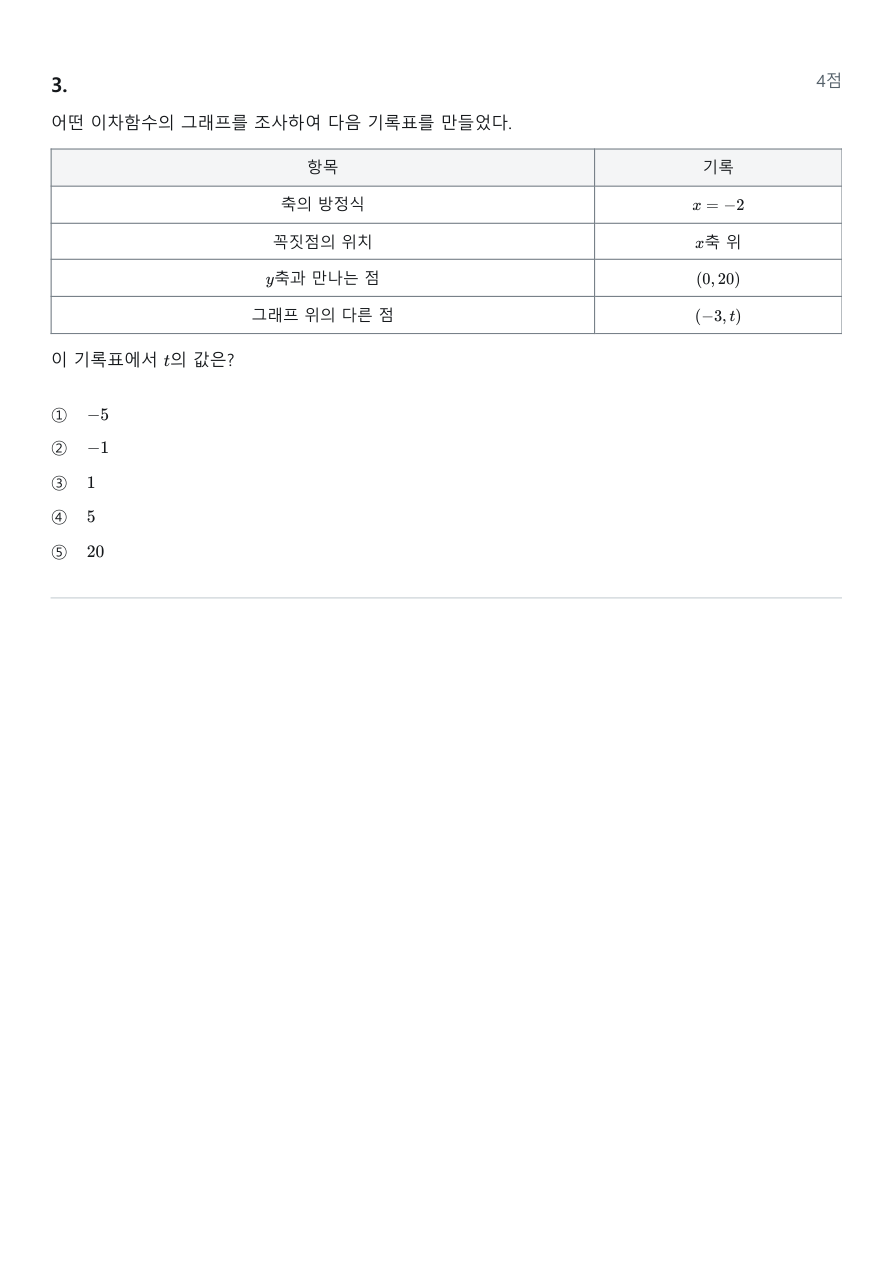 3.
4점
어떤 이차함수의 그래프를 조사하여 다음 기록표를 만들었다.
항목 기록
축의 방정식 x = −2
꼭짓점의 위치 x축 위
y축과 만나는 점 (0, 20)
그래프 위의 다른 점 (−3, t)
이 기록표에서 t의 값은?
① −5
② −1
③ 1
④ 5
⑤ 20